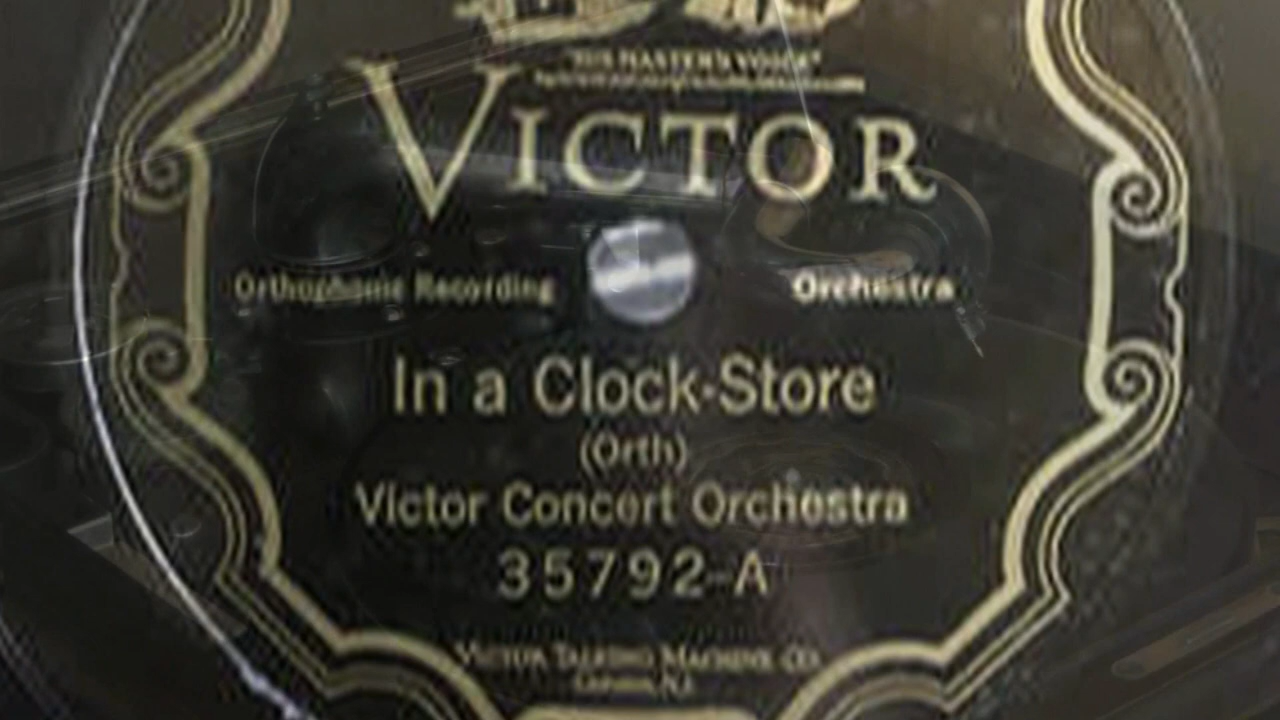 "HIS MASTER'S VOICE"
VICTOR
Orthophonic Recording Orchestra
In a Clock-Store
(Orth)
Victor Concert Orchestra
35792-A
VICTOR TALKING MACHINE CO.
Camden, N.J.